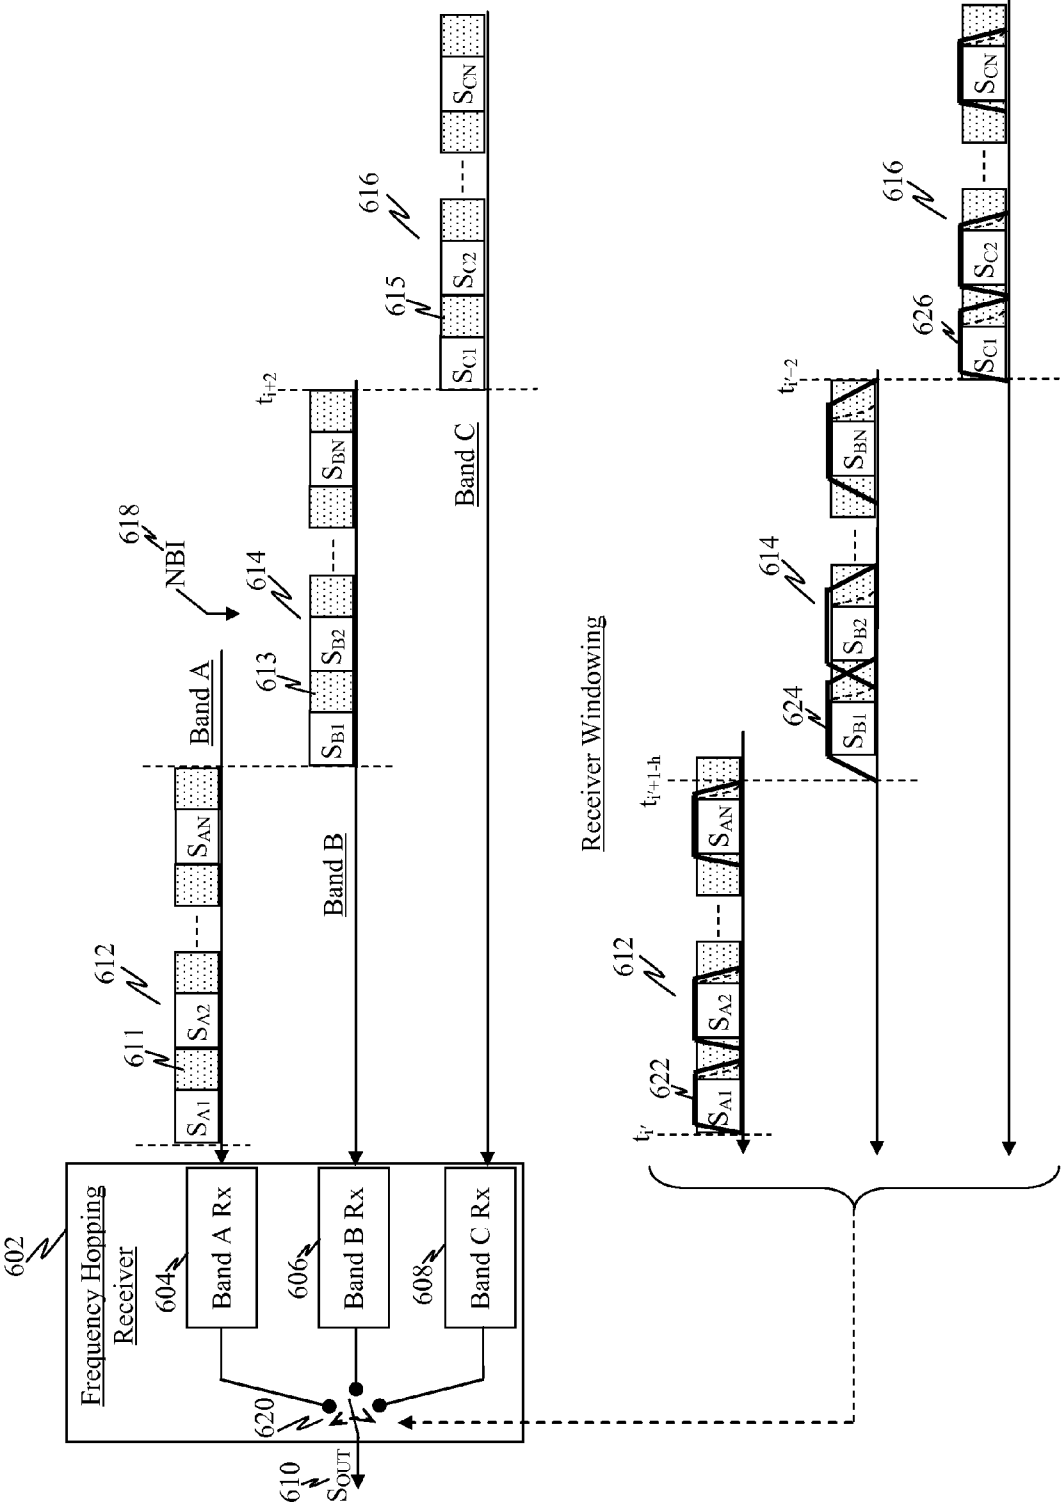 602
Frequency Hopping
Receiver
604
Band A Rx
606
Band B Rx
608
Band C Rx
620
610
SOUT
SA1
611
SA2
612
SAN
Band A
618
NBI
Band B
SB1
613
SB2
614
SBN
ti+2
Band C
SC1
615
SC2
616
SCN
Receiver Windowing
ti'
SA1
622
SA2
612
SAN
ti'+1-h
SB1
624
SB2
614
SBN
ti'−2
SC1
626
SC2
616
SCN